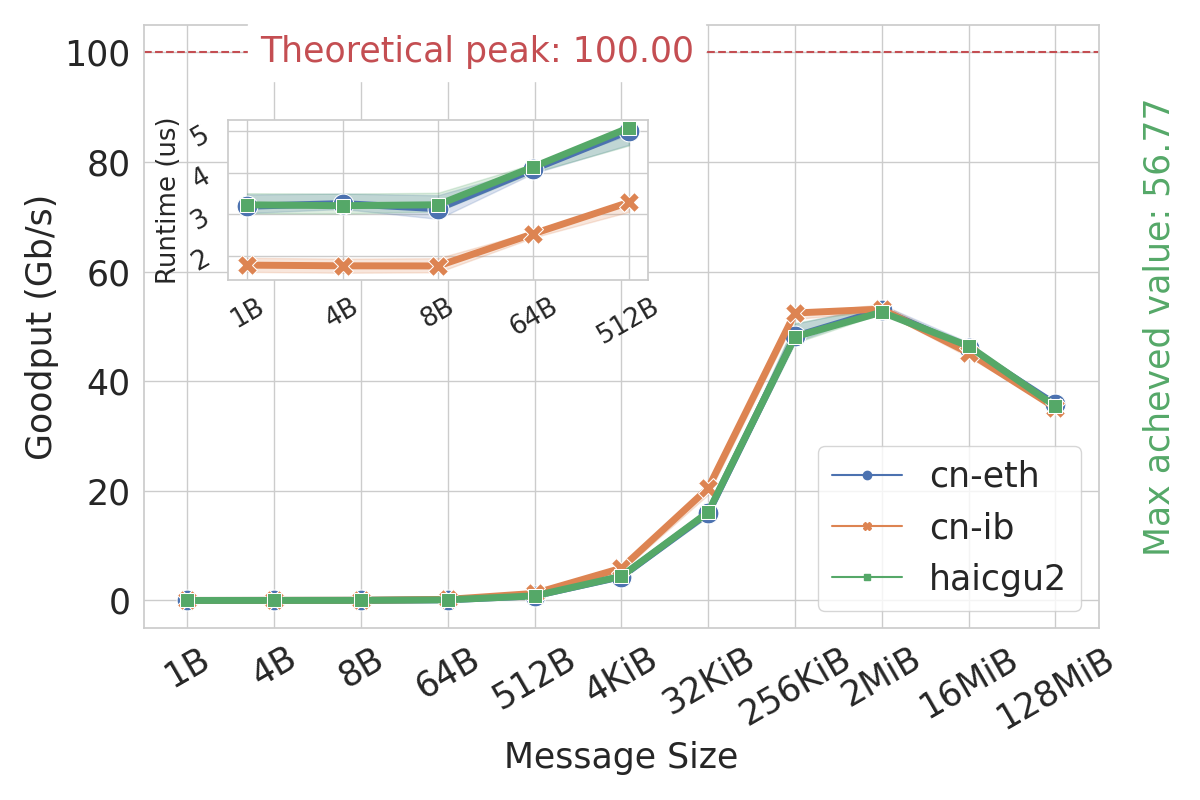 Theoretical peak: 100.00
Goodput (Gb/s)
100
80
60
40
20
0
Runtime (us)
5
4
3
2
1B
4B
8B
64B
512B
cn-eth
cn-ib
haicgu2
1B
4B
8B
64B
512B
4KiB
32KiB
256KiB
2MiB
16MiB
128MiB
Message Size
Max acheved value: 56.77